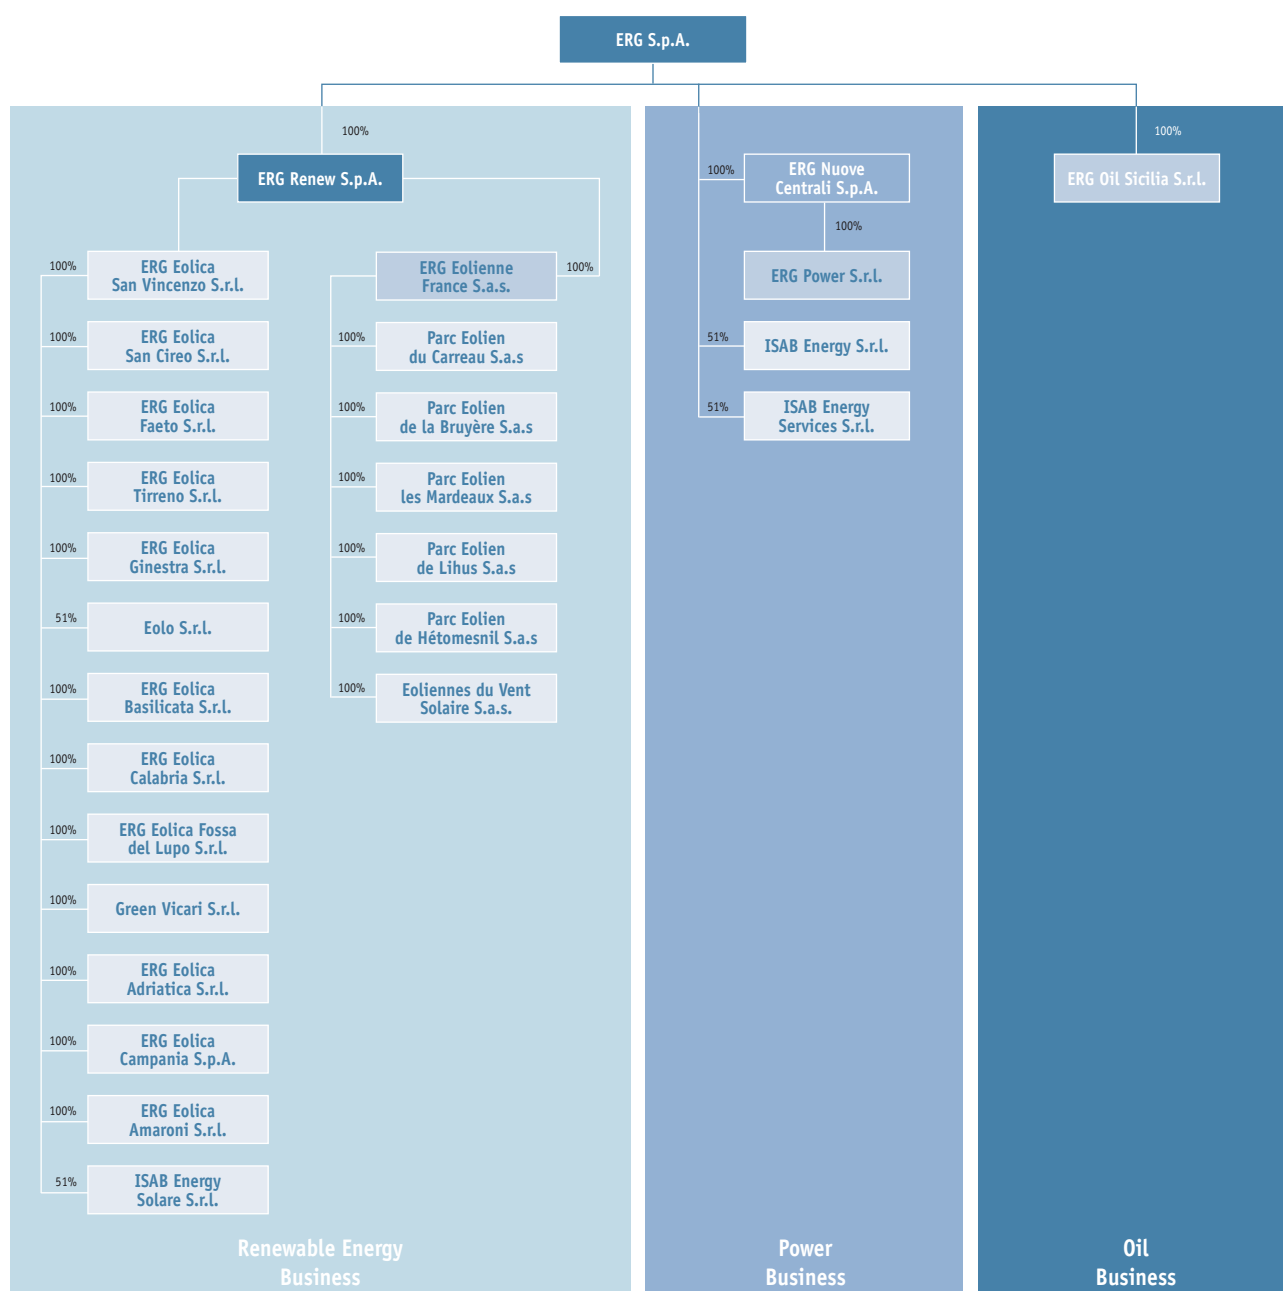 ERG S.p.A.
100%
ERG Renew S.p.A.
100%
ERG Eolica
San Vincenzo S.r.l.
100%
ERG Eolica
San Cireo S.r.l.
100%
ERG Eolica
Faeto S.r.l.
100%
ERG Eolica
Tirreno S.r.l.
100%
ERG Eolica
Ginestra S.r.l.
51%
Eolo S.r.l.
100%
ERG Eolica
Basilicata S.r.l.
100%
ERG Eolica
Calabria S.r.l.
100%
ERG Eolica Fossa
del Lupo S.r.l.
100%
Green Vicari S.r.l.
100%
ERG Eolica
Adriatica S.r.l.
100%
ERG Eolica
Campania S.p.A.
100%
ERG Eolica
Amaroni S.r.l.
51%
ISAB Energy
Solare S.r.l.
ERG Eolienne
France S.a.s.
100%
100%
Parc Eolien
du Carreau S.a.s
100%
Parc Eolien
de la Bruyère S.a.s
100%
Parc Eolien
les Mardeaux S.a.s
100%
Parc Eolien
de Lihus S.a.s
100%
Parc Eolien
de Hétomesnil S.a.s
100%
Eoliennes du Vent
Solaire S.a.s.
Renewable Energy
Business
100%
ERG Nuove
Centrali S.p.A.
100%
ERG Power S.r.l.
51%
ISAB Energy S.r.l.
51%
ISAB Energy
Services S.r.l.
Power
Business
100%
ERG Oil Sicilia S.r.l.
Oil
Business